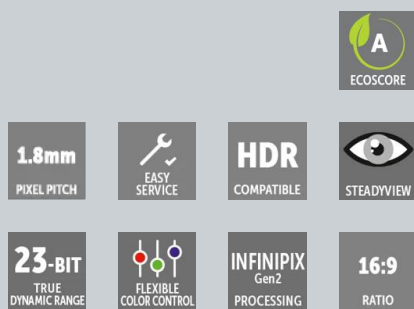 A
ECOSCORE
1.8mm
PIXEL PITCH
EASY
SERVICE
HDR
COMPATIBLE
STEADYVIEW
23-BIT
TRUE
DYNAMIC RANGE
FLEXIBLE
COLOR CONTROL
INFINIPIX
Gen2
PROCESSING
16:9
RATIO